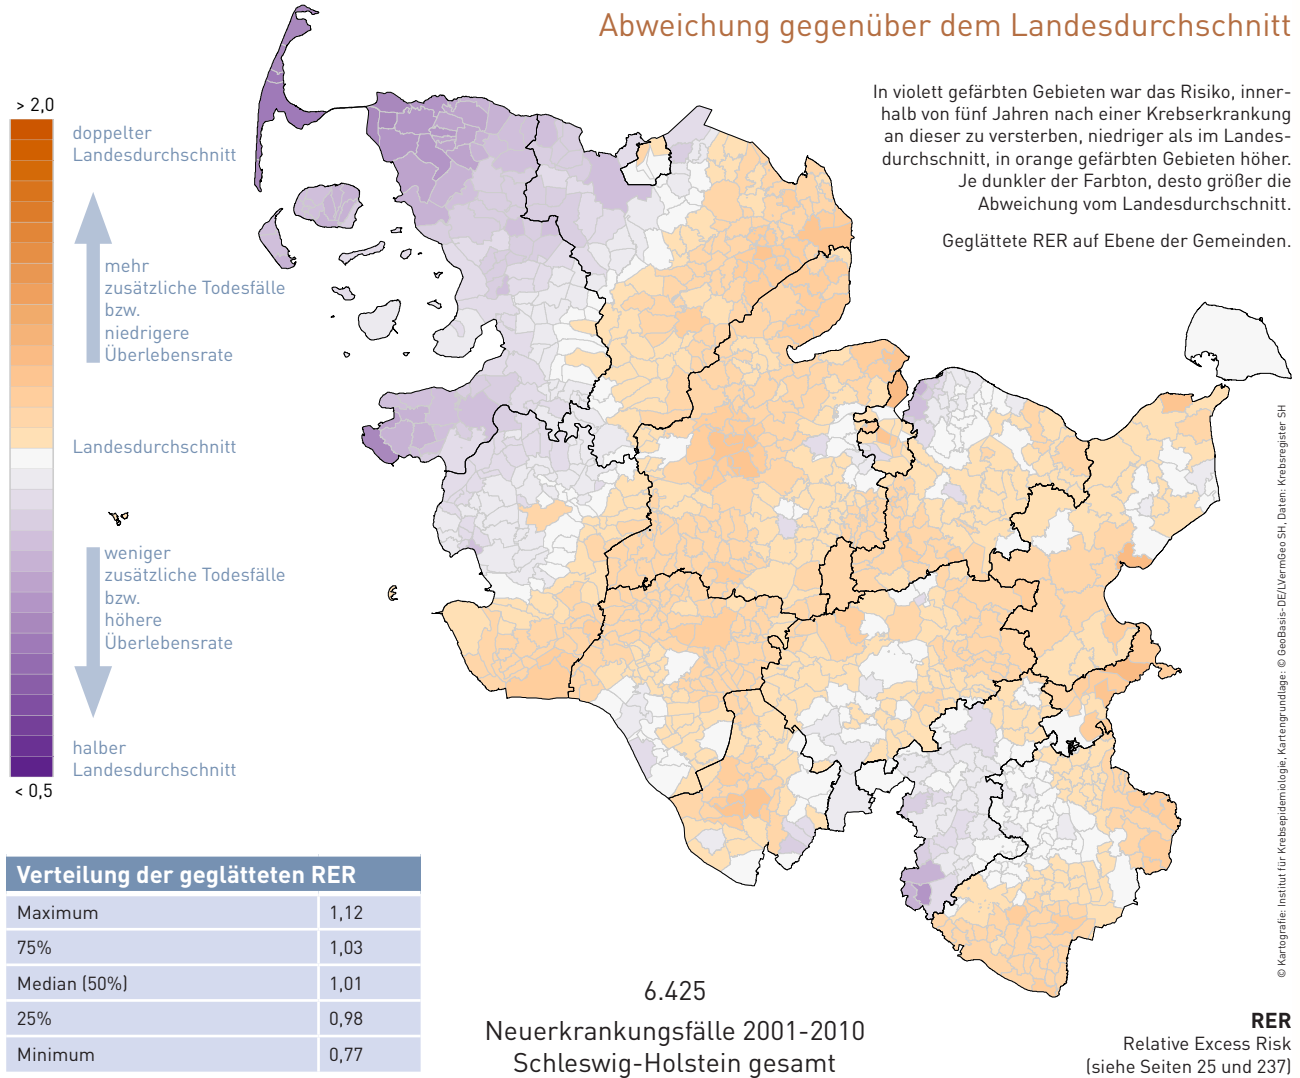 Abweichung gegenüber dem Landesdurchschnitt
In violett gefärbten Gebieten war das Risiko, inner-
halb von fünf Jahren nach einer Krebserkrankung
an dieser zu versterben, niedriger als im Landes-
durchschnitt, in orange gefärbten Gebieten höher.
Je dunkler der Farbton, desto größer die
Abweichung vom Landesdurchschnitt.
Geglättete RER auf Ebene der Gemeinden.
> 2,0
doppelter
Landesdurchschnitt
mehr
zusätzliche Todesfälle
bzw.
niedrigere
Überlebensrate
Landesdurchschnitt
weniger
zusätzliche Todesfälle
bzw.
höhere
Überlebensrate
halber
Landesdurchschnitt
< 0,5
Verteilung der geglätteten RER
Maximum 1,12
75% 1,03
Median (50%) 1,01
25% 0,98
Minimum 0,77
6.425
Neuerkrankungsfälle 2001-2010
Schleswig-Holstein gesamt
© Kartografie: Institut für Krebsepidemiologie, Kartengrundlage: © GeoBasis-DE/LVermGeo SH, Daten: Krebsregister SH
RER
Relative Excess Risk
(siehe Seiten 25 und 237)